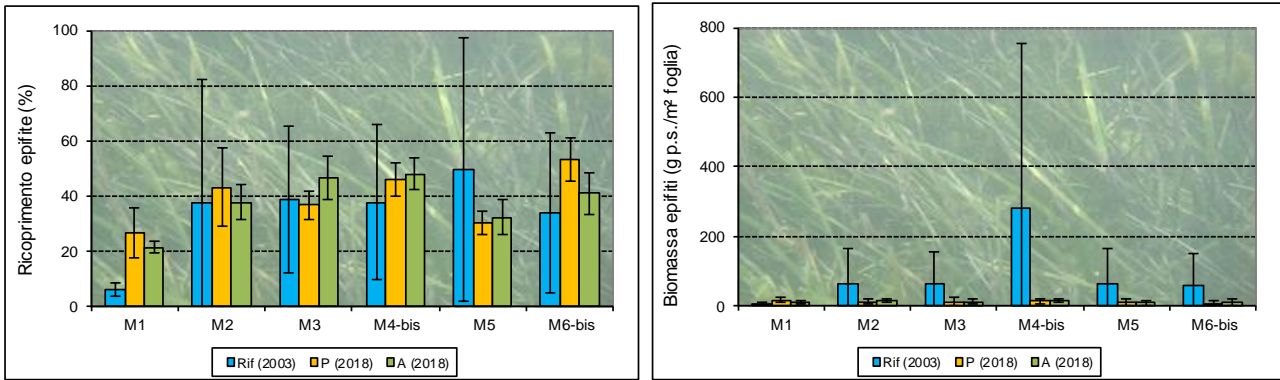 Ricoprimento epifite (%)
100
80
60
40
20
0
M1 M2 M3 M4-bis M5 M6-bis
Rif (2003) P (2018) A (2018)
Biomassa epifiti (g p.s./m² foglia)
800
600
400
200
0
M1 M2 M3 M4-bis M5 M6-bis
Rif (2003) P (2018) A (2018)